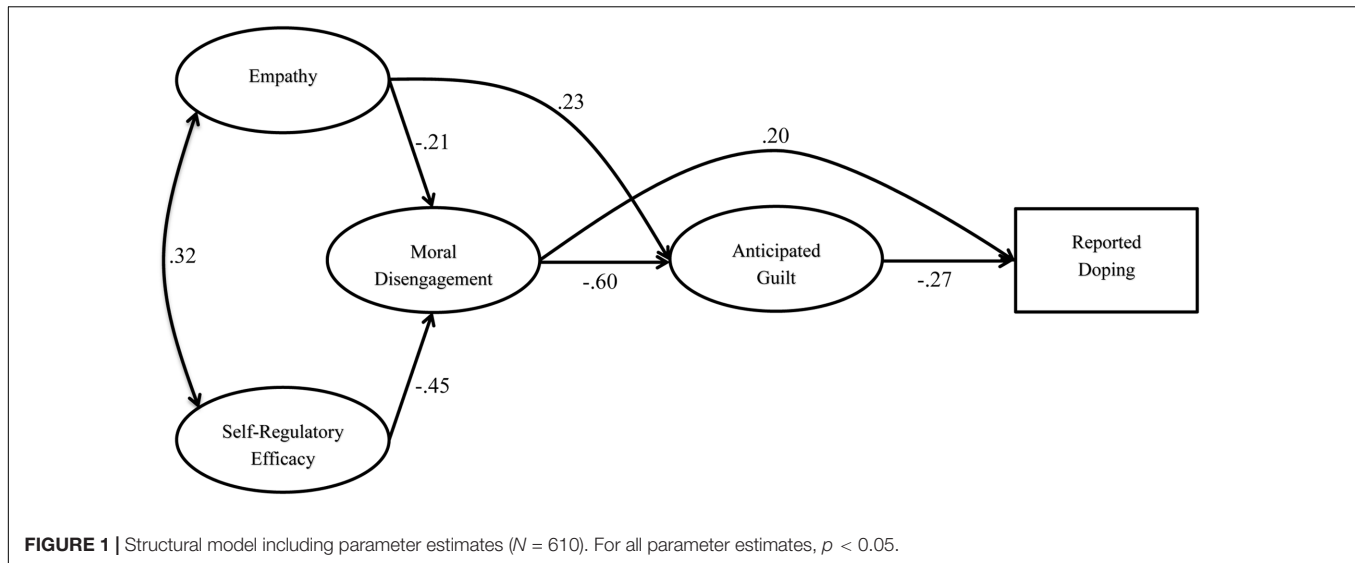 Empathy
.23
-.21
.20
.32
Moral
Disengagement
Anticipated
Guilt
Reported
Doping
-.60
-.27
-.45
Self-Regulatory
Efficacy
FIGURE 1 | Structural model including parameter estimates (N = 610). For all parameter estimates, p < 0.05.